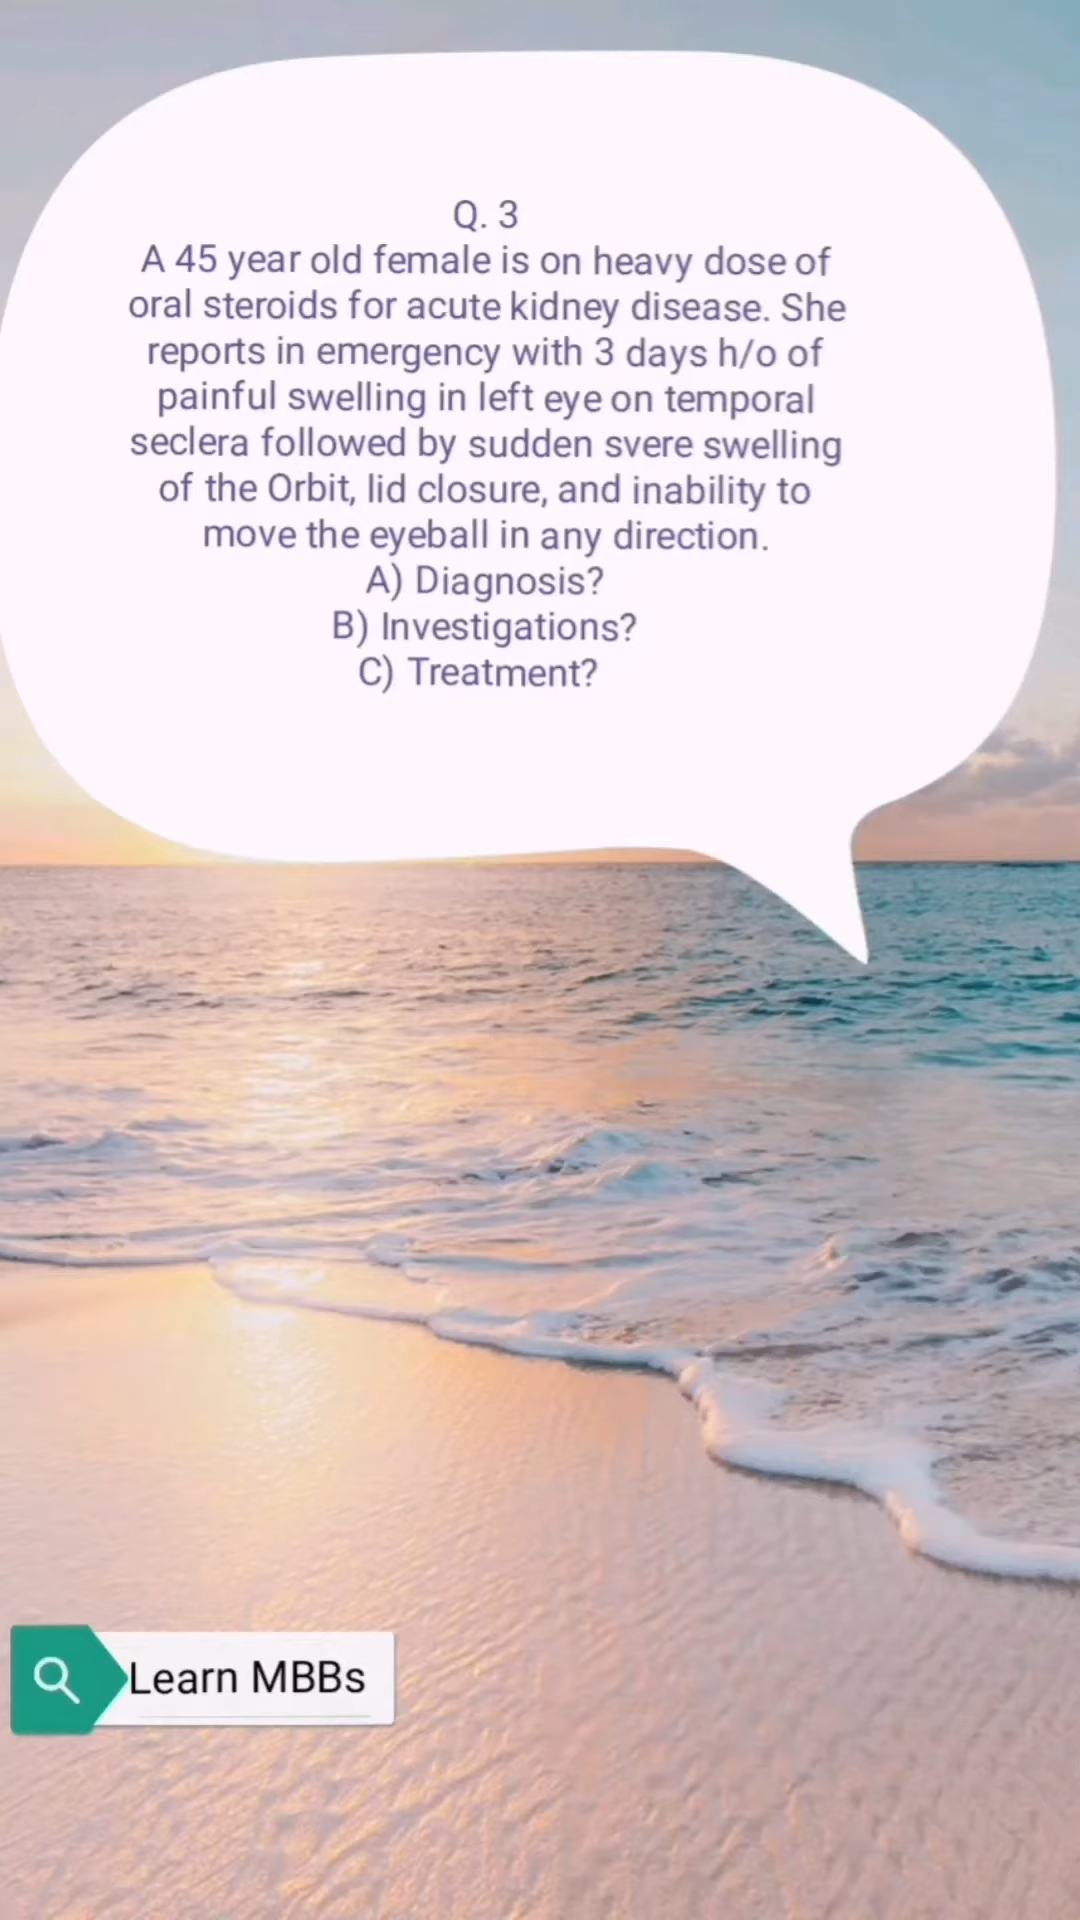 Q. 3
A 45 year old female is on heavy dose of
oral steroids for acute kidney disease. She
reports in emergency with 3 days h/o of
painful swelling in left eye on temporal
seclera followed by sudden svere swelling
of the Orbit, lid closure, and inability to
move the eyeball in any direction.
A) Diagnosis?
B) Investigations?
C) Treatment?
Learn MBBs